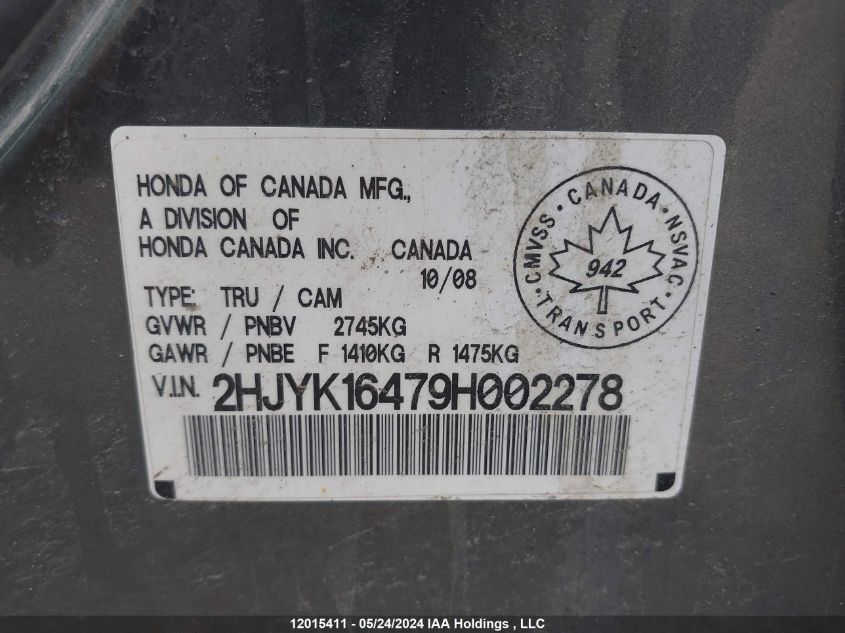 HONDA OF CANADA MFG.,
A DIVISION OF
HONDA CANADA INC. CANADA
10/08
TYPE: TRU / CAM
GVWR / PNBV 2745KG
GAWR / PNBE F 1410KG R 1475KG
V.I.N. 2HJYK16479H002278
CMVSS · CANADA · NSVAC
942
· TRANSPORT ·
12015411 - 05/24/2024 IAA Holdings , LLC